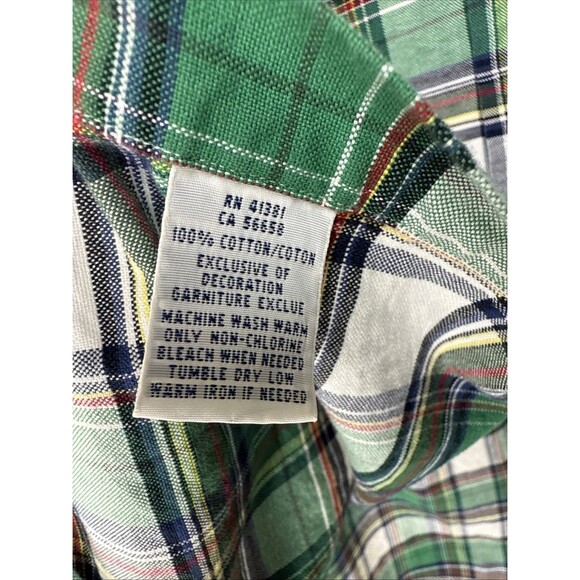 RN 41381
CA 56658
100% COTTON/COTON
EXCLUSIVE OF
DECORATION
GARNITURE EXCLUE
MACHINE WASH WARM
ONLY NON-CHLORINE
BLEACH WHEN NEEDED
TUMBLE DRY LOW
WARM IRON IF NEEDED